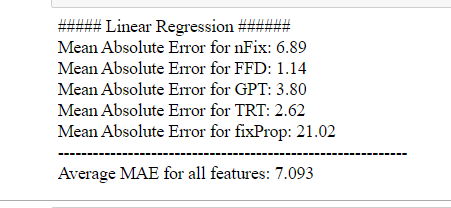 ##### Linear Regression ######
Mean Absolute Error for nFix: 6.89
Mean Absolute Error for FFD: 1.14
Mean Absolute Error for GPT: 3.80
Mean Absolute Error for TRT: 2.62
Mean Absolute Error for fixProp: 21.02
------------------------------------------------------------
Average MAE for all features: 7.093